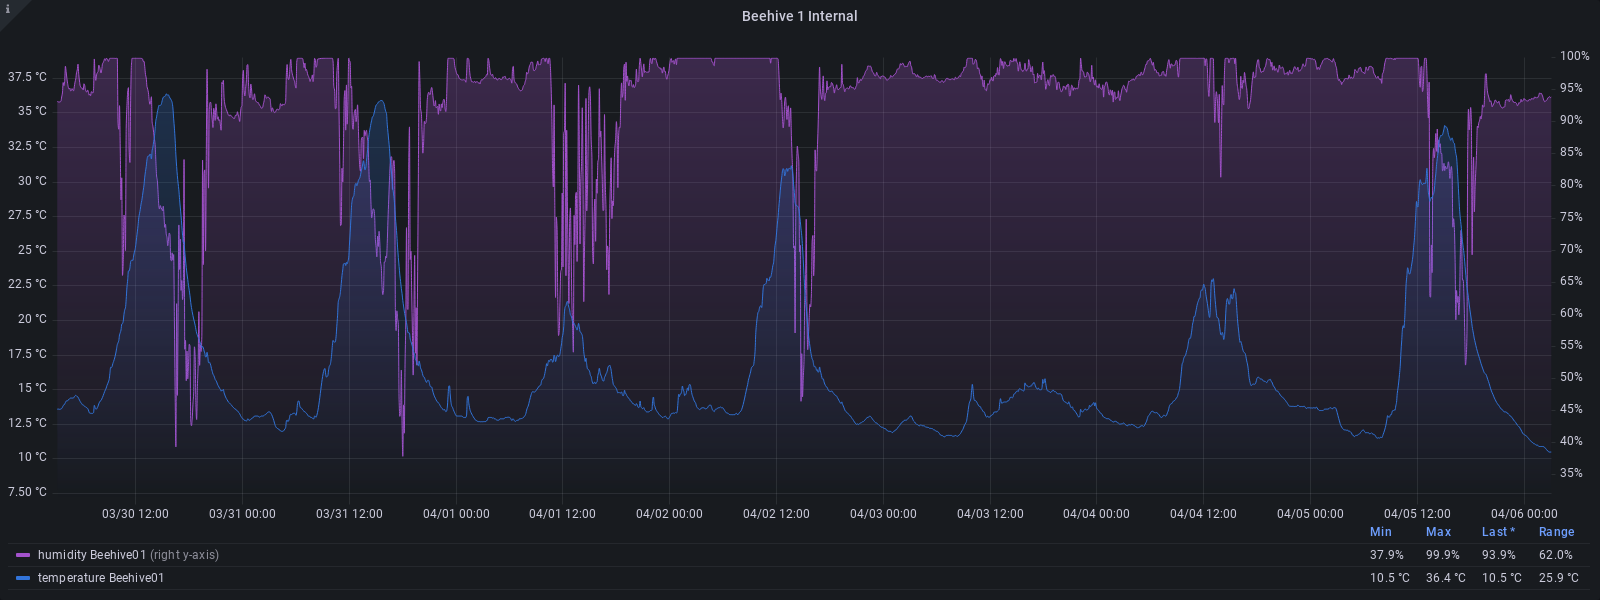 i
Beehive 1 Internal
37.5 °C
35 °C
32.5 °C
30 °C
27.5 °C
25 °C
22.5 °C
20 °C
17.5 °C
15 °C
12.5 °C
10 °C
7.50 °C
100%
95%
90%
85%
80%
75%
70%
65%
60%
55%
50%
45%
40%
35%
03/30 12:00 03/31 00:00 03/31 12:00 04/01 00:00 04/01 12:00 04/02 00:00 04/02 12:00 04/03 00:00 04/03 12:00 04/04 00:00 04/04 12:00 04/05 00:00 04/05 12:00 04/06 00:00
Min Max Last * Range
humidity Beehive01 (right y-axis) 37.9% 99.9% 93.9% 62.0%
temperature Beehive01 10.5 °C 36.4 °C 10.5 °C 25.9 °C